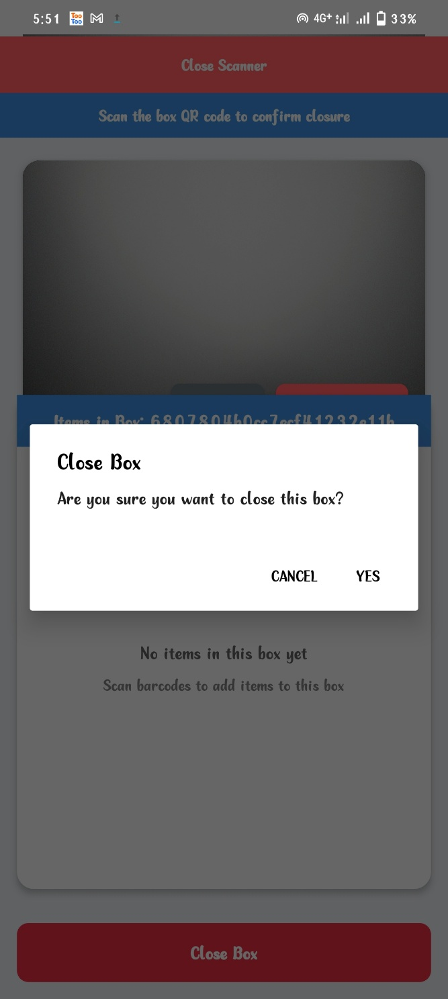 5:51
Too
Too
4G+
33%
Close Scanner
Scan the box QR code to confirm closure
Items in Box: 6807804b0cc7ecf41232e11b
Close Box
Are you sure you want to close this box?
CANCEL YES
No items in this box yet
Scan barcodes to add items to this box
Close Box